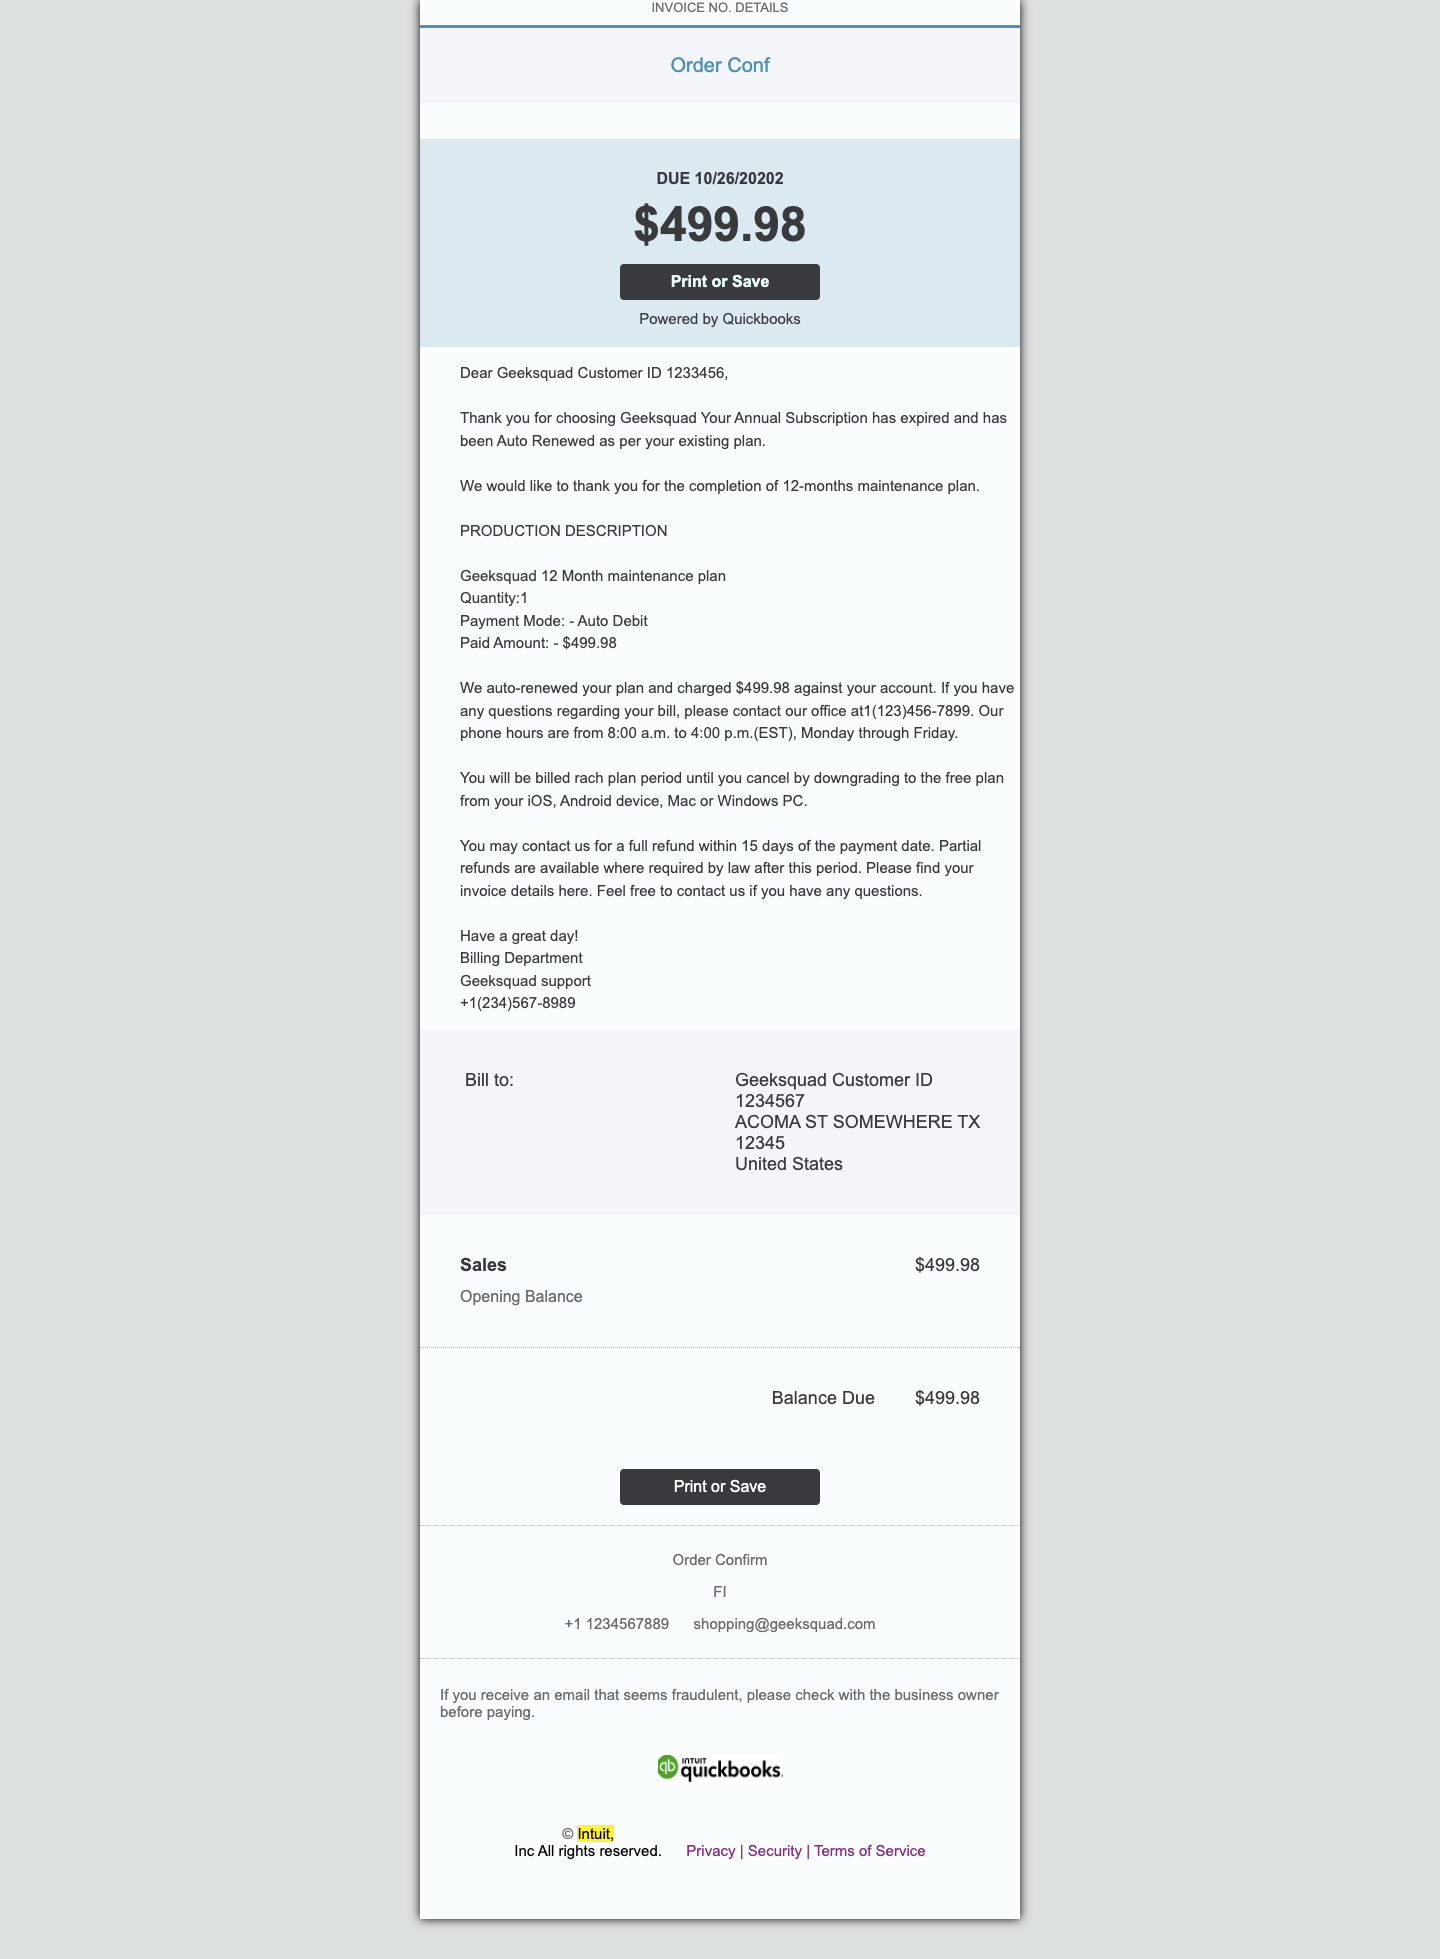 INVOICE NO. DETAILS
Order Conf
DUE 10/26/20202
$499.98
Print or Save
Powered by Quickbooks
Dear Geeksquad Customer ID 1233456,
Thank you for choosing Geeksquad Your Annual Subscription has expired and has
been Auto Renewed as per your existing plan.
We would like to thank you for the completion of 12-months maintenance plan.
PRODUCTION DESCRIPTION
Geeksquad 12 Month maintenance plan
Quantity:1
Payment Mode: - Auto Debit
Paid Amount: - $499.98
We auto-renewed your plan and charged $499.98 against your account. If you have
any questions regarding your bill, please contact our office at1(123)456-7899. Our
phone hours are from 8:00 a.m. to 4:00 p.m.(EST), Monday through Friday.
You will be billed rach plan period until you cancel by downgrading to the free plan
from your iOS, Android device, Mac or Windows PC.
You may contact us for a full refund within 15 days of the payment date. Partial
refunds are available where required by law after this period. Please find your
invoice details here. Feel free to contact us if you have any questions.
Have a great day!
Billing Department
Geeksquad support
+1(234)567-8989
Bill to:
Geeksquad Customer ID
1234567
ACOMA ST SOMEWHERE TX
12345
United States
Sales $499.98
Opening Balance
Balance Due $499.98
Print or Save
Order Confirm
FI
+1 1234567889 shopping@geeksquad.com
If you receive an email that seems fraudulent, please check with the business owner
before paying.
INTUIT
qb quickbooks.
© Intuit,
Inc All rights reserved. Privacy | Security | Terms of Service